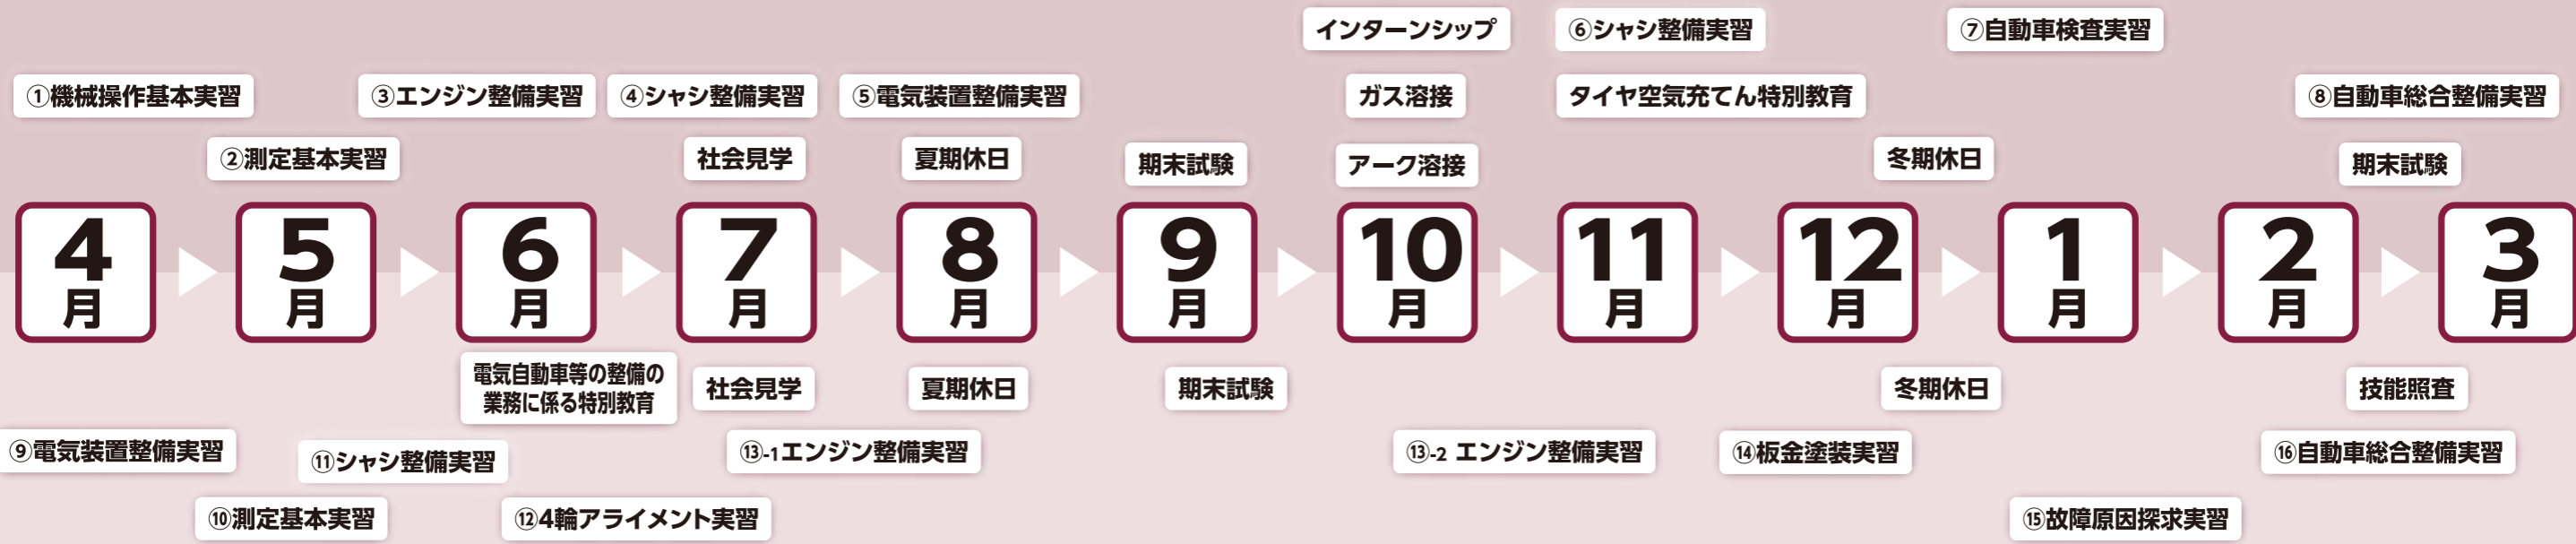 インターンシップ
⑥シャシ整備実習
⑦自動車検査実習
①機械操作基本実習
③エンジン整備実習
④シャシ整備実習
⑤電気装置整備実習
ガス溶接
タイヤ空気充てん特別教育
⑧自動車総合整備実習
②測定基本実習
社会見学
夏期休日
期末試験
アーク溶接
冬期休日
期末試験
4月
5月
6月
7月
8月
9月
10月
11月
12月
1月
2月
3月
電気自動車等の整備の
業務に係る特別教育
社会見学
夏期休日
期末試験
冬期休日
技能照査
⑨電気装置整備実習
⑪シャシ整備実習
⑬-1エンジン整備実習
⑬-2 エンジン整備実習
⑭板金塗装実習
⑯自動車総合整備実習
⑩測定基本実習
⑫4輪アライメント実習
⑮故障原因探求実習